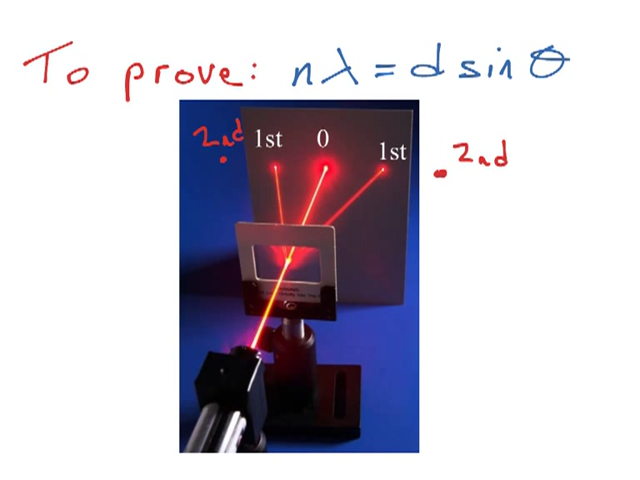 To prove: nλ = d sin θ
2nd 1st 0 1st 2nd